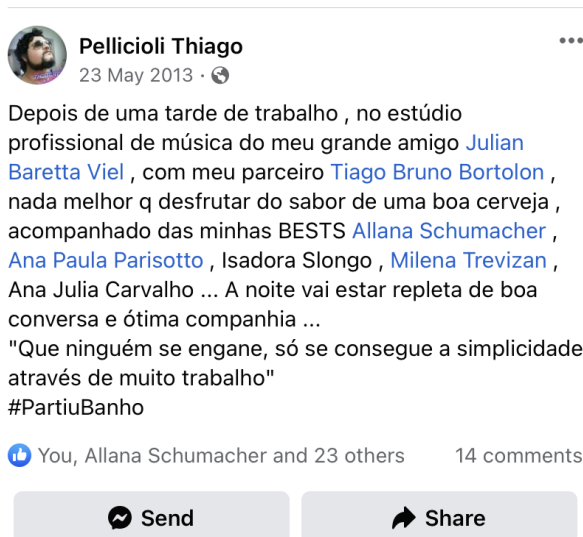 Pellicioli Thiago
23 May 2013 ·
Depois de uma tarde de trabalho , no estúdio
profissional de música do meu grande amigo Julian
Baretta Viel , com meu parceiro Tiago Bruno Bortolon ,
nada melhor q desfrutar do sabor de uma boa cerveja ,
acompanhado das minhas BESTS Allana Schumacher ,
Ana Paula Parisotto , Isadora Slongo , Milena Trevizan ,
Ana Julia Carvalho ... A noite vai estar repleta de boa
conversa e ótima companhia ...
"Que ninguém se engane, só se consegue a simplicidade
através de muito trabalho"
#PartiuBanho
You, Allana Schumacher and 23 others 14 comments
Send Share